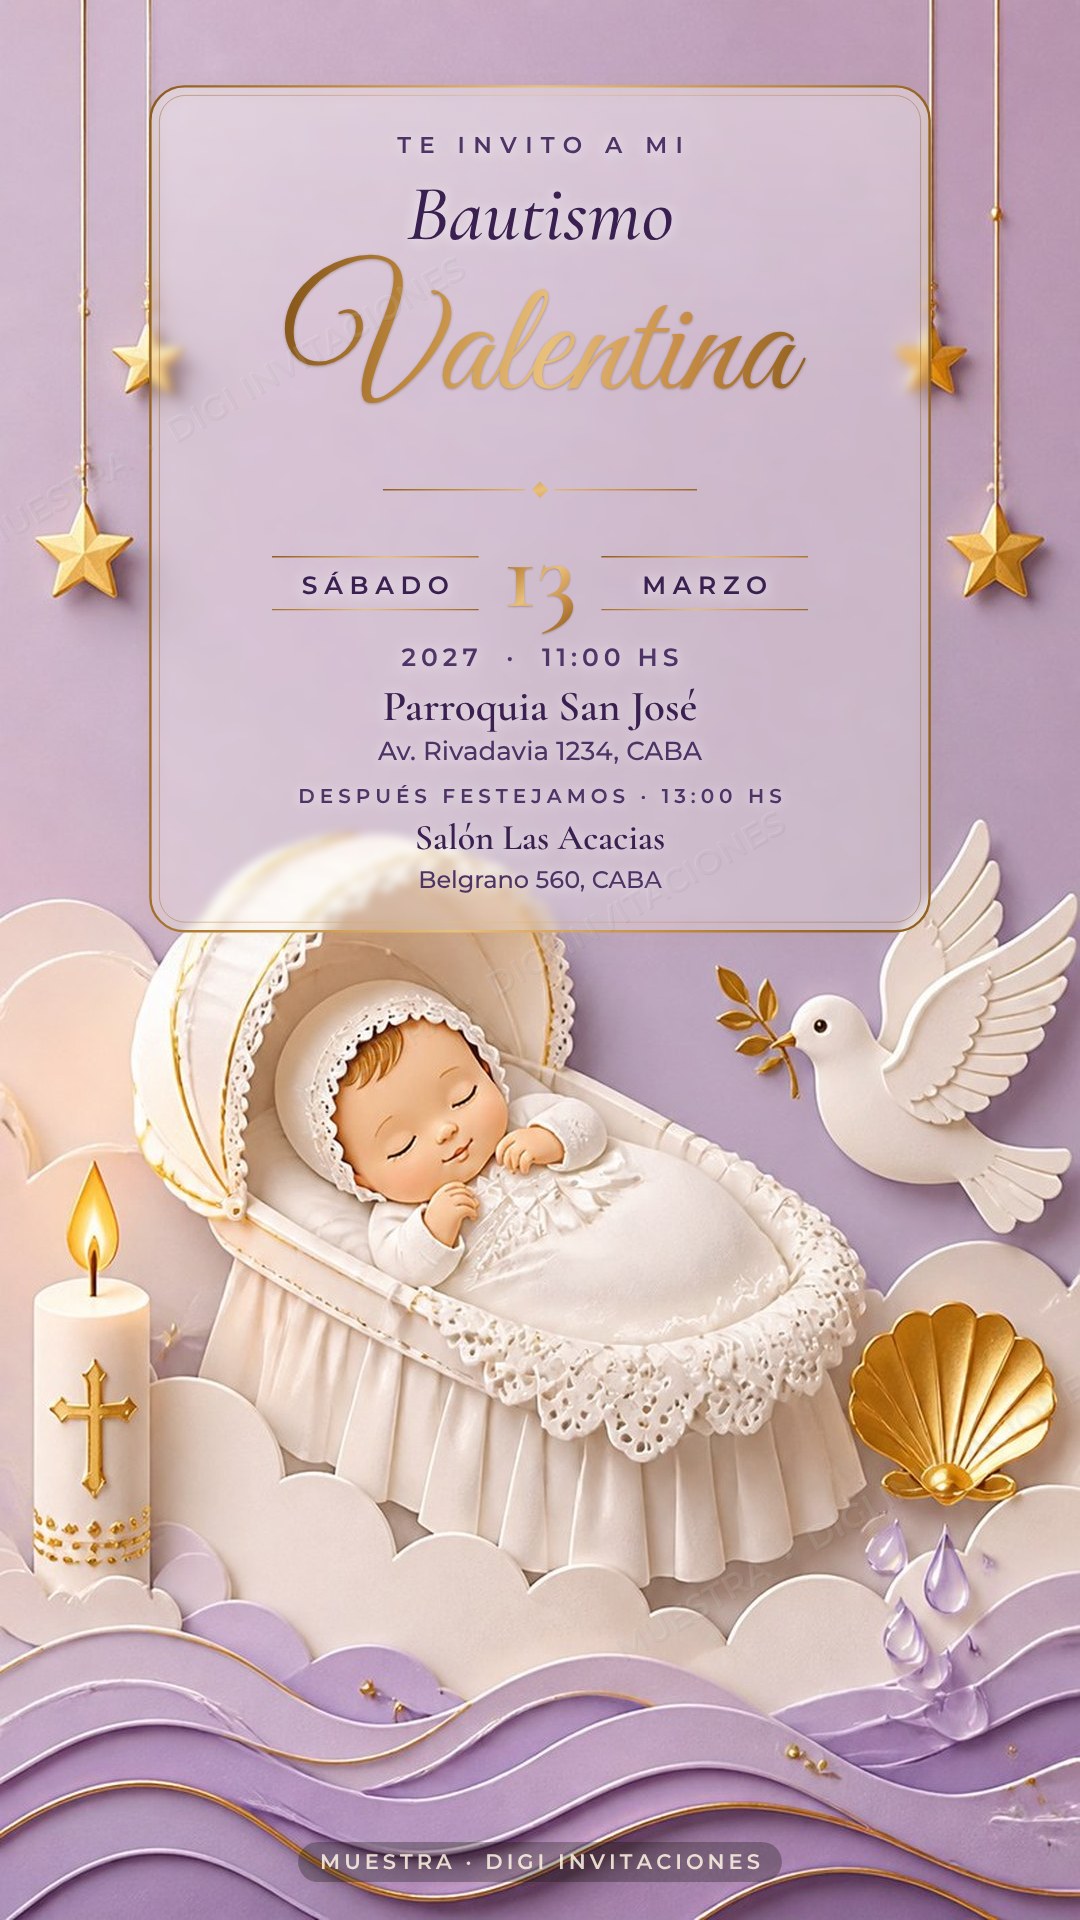 TE INVITO A MI
Bautismo
Valentina
SÁBADO 13 MARZO
2027 · 11:00 HS
Parroquia San José
Av. Rivadavia 1234, CABA
DESPUÉS FESTEJAMOS · 13:00 HS
Salón Las Acacias
Belgrano 560, CABA
MUESTRA · DIGI INVITACIONES